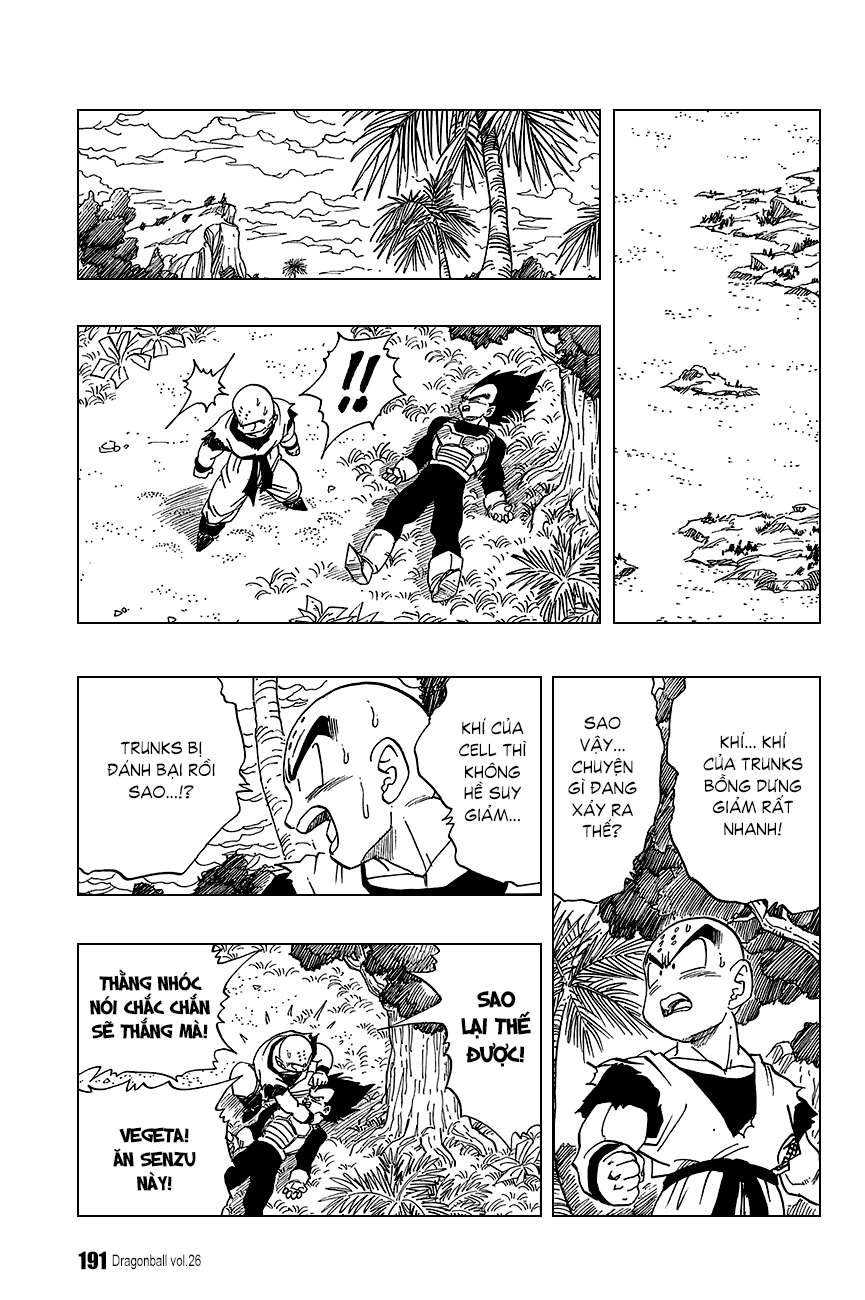 !!
KHÍ... KHÍ
CỦA TRUNKS
BỖNG DƯNG
GIẢM RẤT
NHANH!
SAO
VẬY...
CHUYỆN
GÌ ĐANG
XẢY RA
THẾ?
KHÍ CỦA
CELL THÌ
KHÔNG
HỀ SUY
GIẢM...
TRUNKS BỊ
ĐÁNH BẠI RỒI
SAO...!?
SAO
LẠI THẾ
ĐƯỢC!
THẰNG NHÓC
NÓI CHẮC CHẮN
SẼ THẮNG MÀ!
VEGETA!
ĂN SENZU
NÀY!
191 Dragonball vol.26